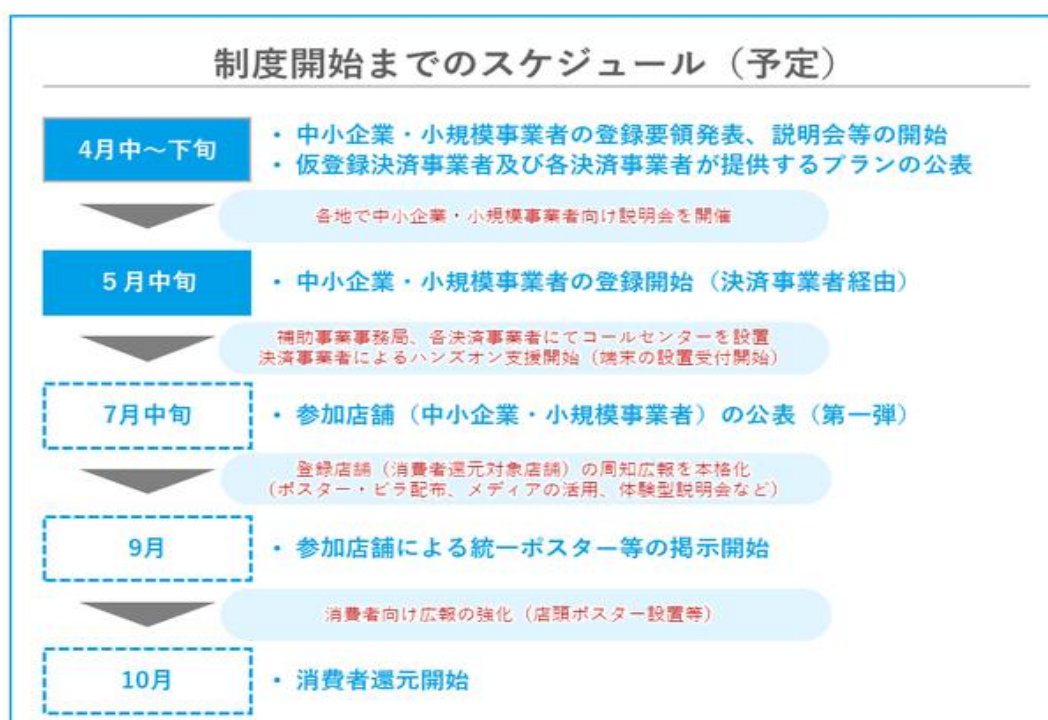 制度開始までのスケジュール（予定）
4月中～下旬
・ 中小企業・小規模事業者の登録要領発表、説明会等の開始
・ 仮登録決済事業者及び各決済事業者が提供するプランの公表
各地で中小企業・小規模事業者向け説明会を開催
５月中旬
・ 中小企業・小規模事業者の登録開始（決済事業者経由）
補助事業事務局、各決済事業者にてコールセンターを設置
決済事業者によるハンズオン支援開始（端末の設置受付開始）
7月中旬
・ 参加店舗（中小企業・小規模事業者）の公表（第一弾）
登録店舗（消費者還元対象店舗）の周知広報を本格化
（ポスター・ビラ配布、メディアの活用、体験型説明会など）
9月
・ 参加店舗による統一ポスター等の掲示開始
消費者向け広報の強化（店頭ポスター設置等）
10月
・ 消費者還元開始